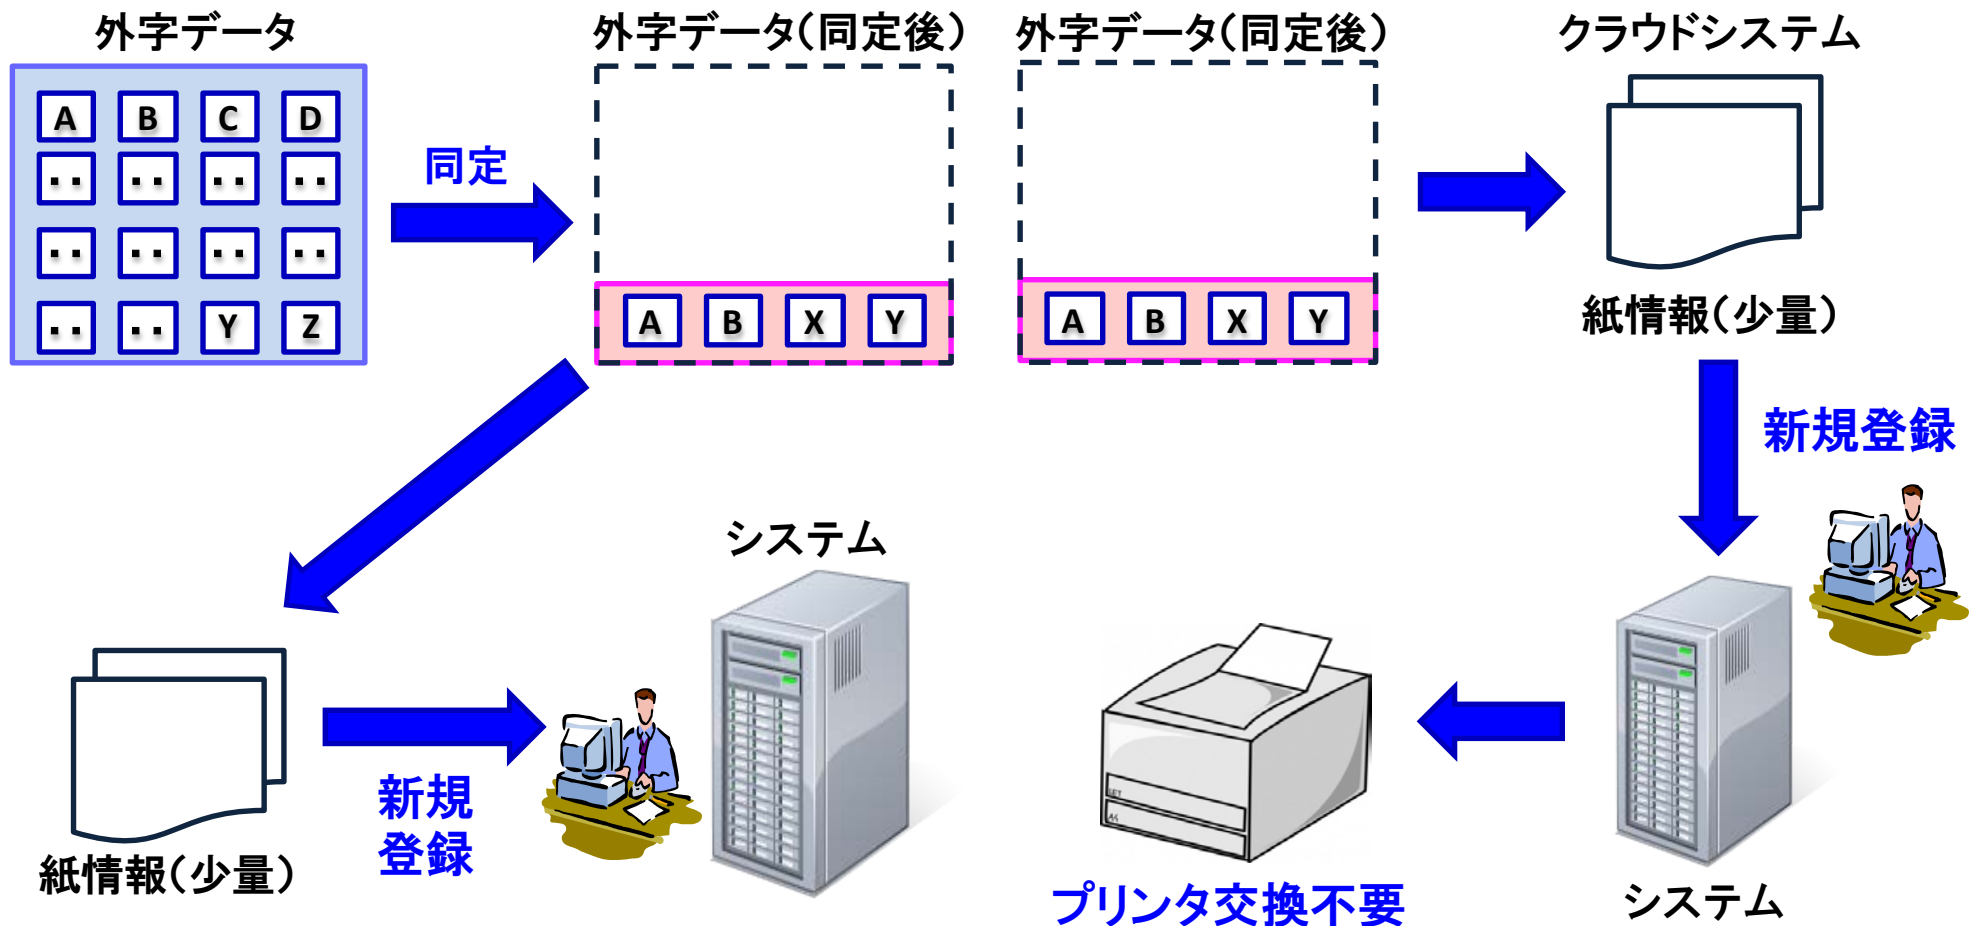 外字データ
外字データ(同定後)
外字データ(同定後)
クラウドシステム
A B C D
.. .. .. ..
.. .. .. ..
.. .. Y Z
同定
A B X Y
A B X Y
紙情報(少量)
新規登録
システム
新規
登録
紙情報(少量)
LET
A4
プリンタ交換不要
システム